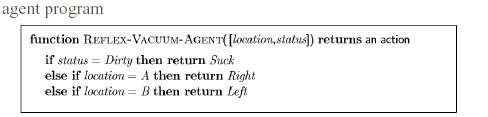 agent program
function REFLEX-VACUUM-AGENT([location,status]) returns an action
if status = Dirty then return Suck
else if location = A then return Right
else if location = B then return Left